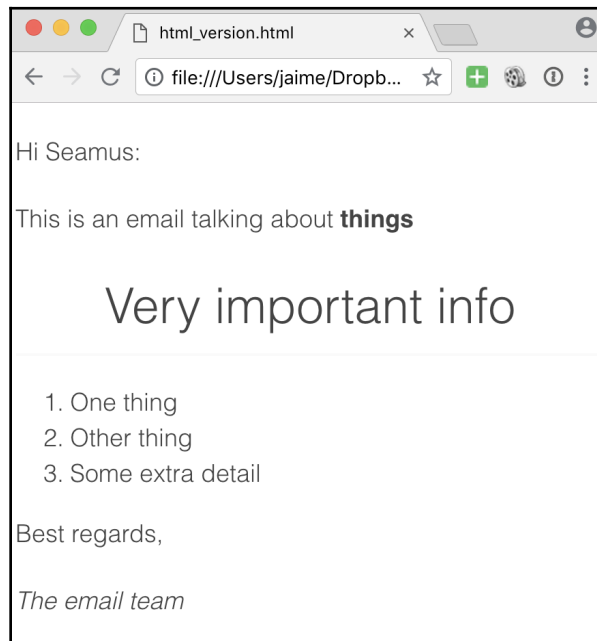 html_version.html
file:///Users/jaime/Dropb...
Hi Seamus:
This is an email talking about things
Very important info
1. One thing
2. Other thing
3. Some extra detail
Best regards,
The email team